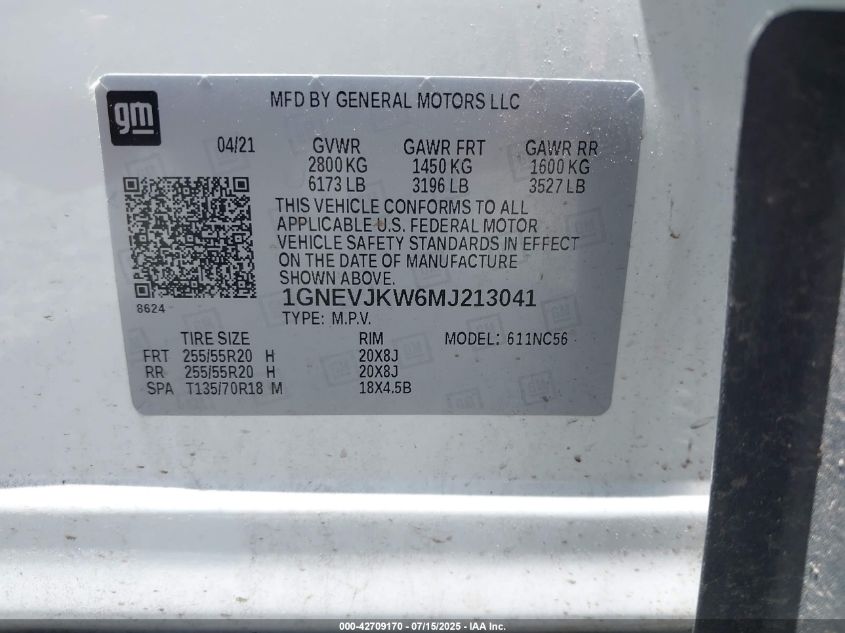 gm
MFD BY GENERAL MOTORS LLC
04/21 GVWR GAWR FRT GAWR RR
2800 KG 1450 KG 1600 KG
6173 LB 3196 LB 3527 LB
THIS VEHICLE CONFORMS TO ALL
APPLICABLE U.S. FEDERAL MOTOR
VEHICLE SAFETY STANDARDS IN EFFECT
ON THE DATE OF MANUFACTURE
SHOWN ABOVE.
8624
1GNEVJKW6MJ213041
TYPE: M.P.V.
TIRE SIZE RIM MODEL: 611NC56
FRT 255/55R20 H 20X8J
RR 255/55R20 H 20X8J
SPA T135/70R18 M 18X4.5B
000-42709170 - 07/15/2025 - IAA Inc.